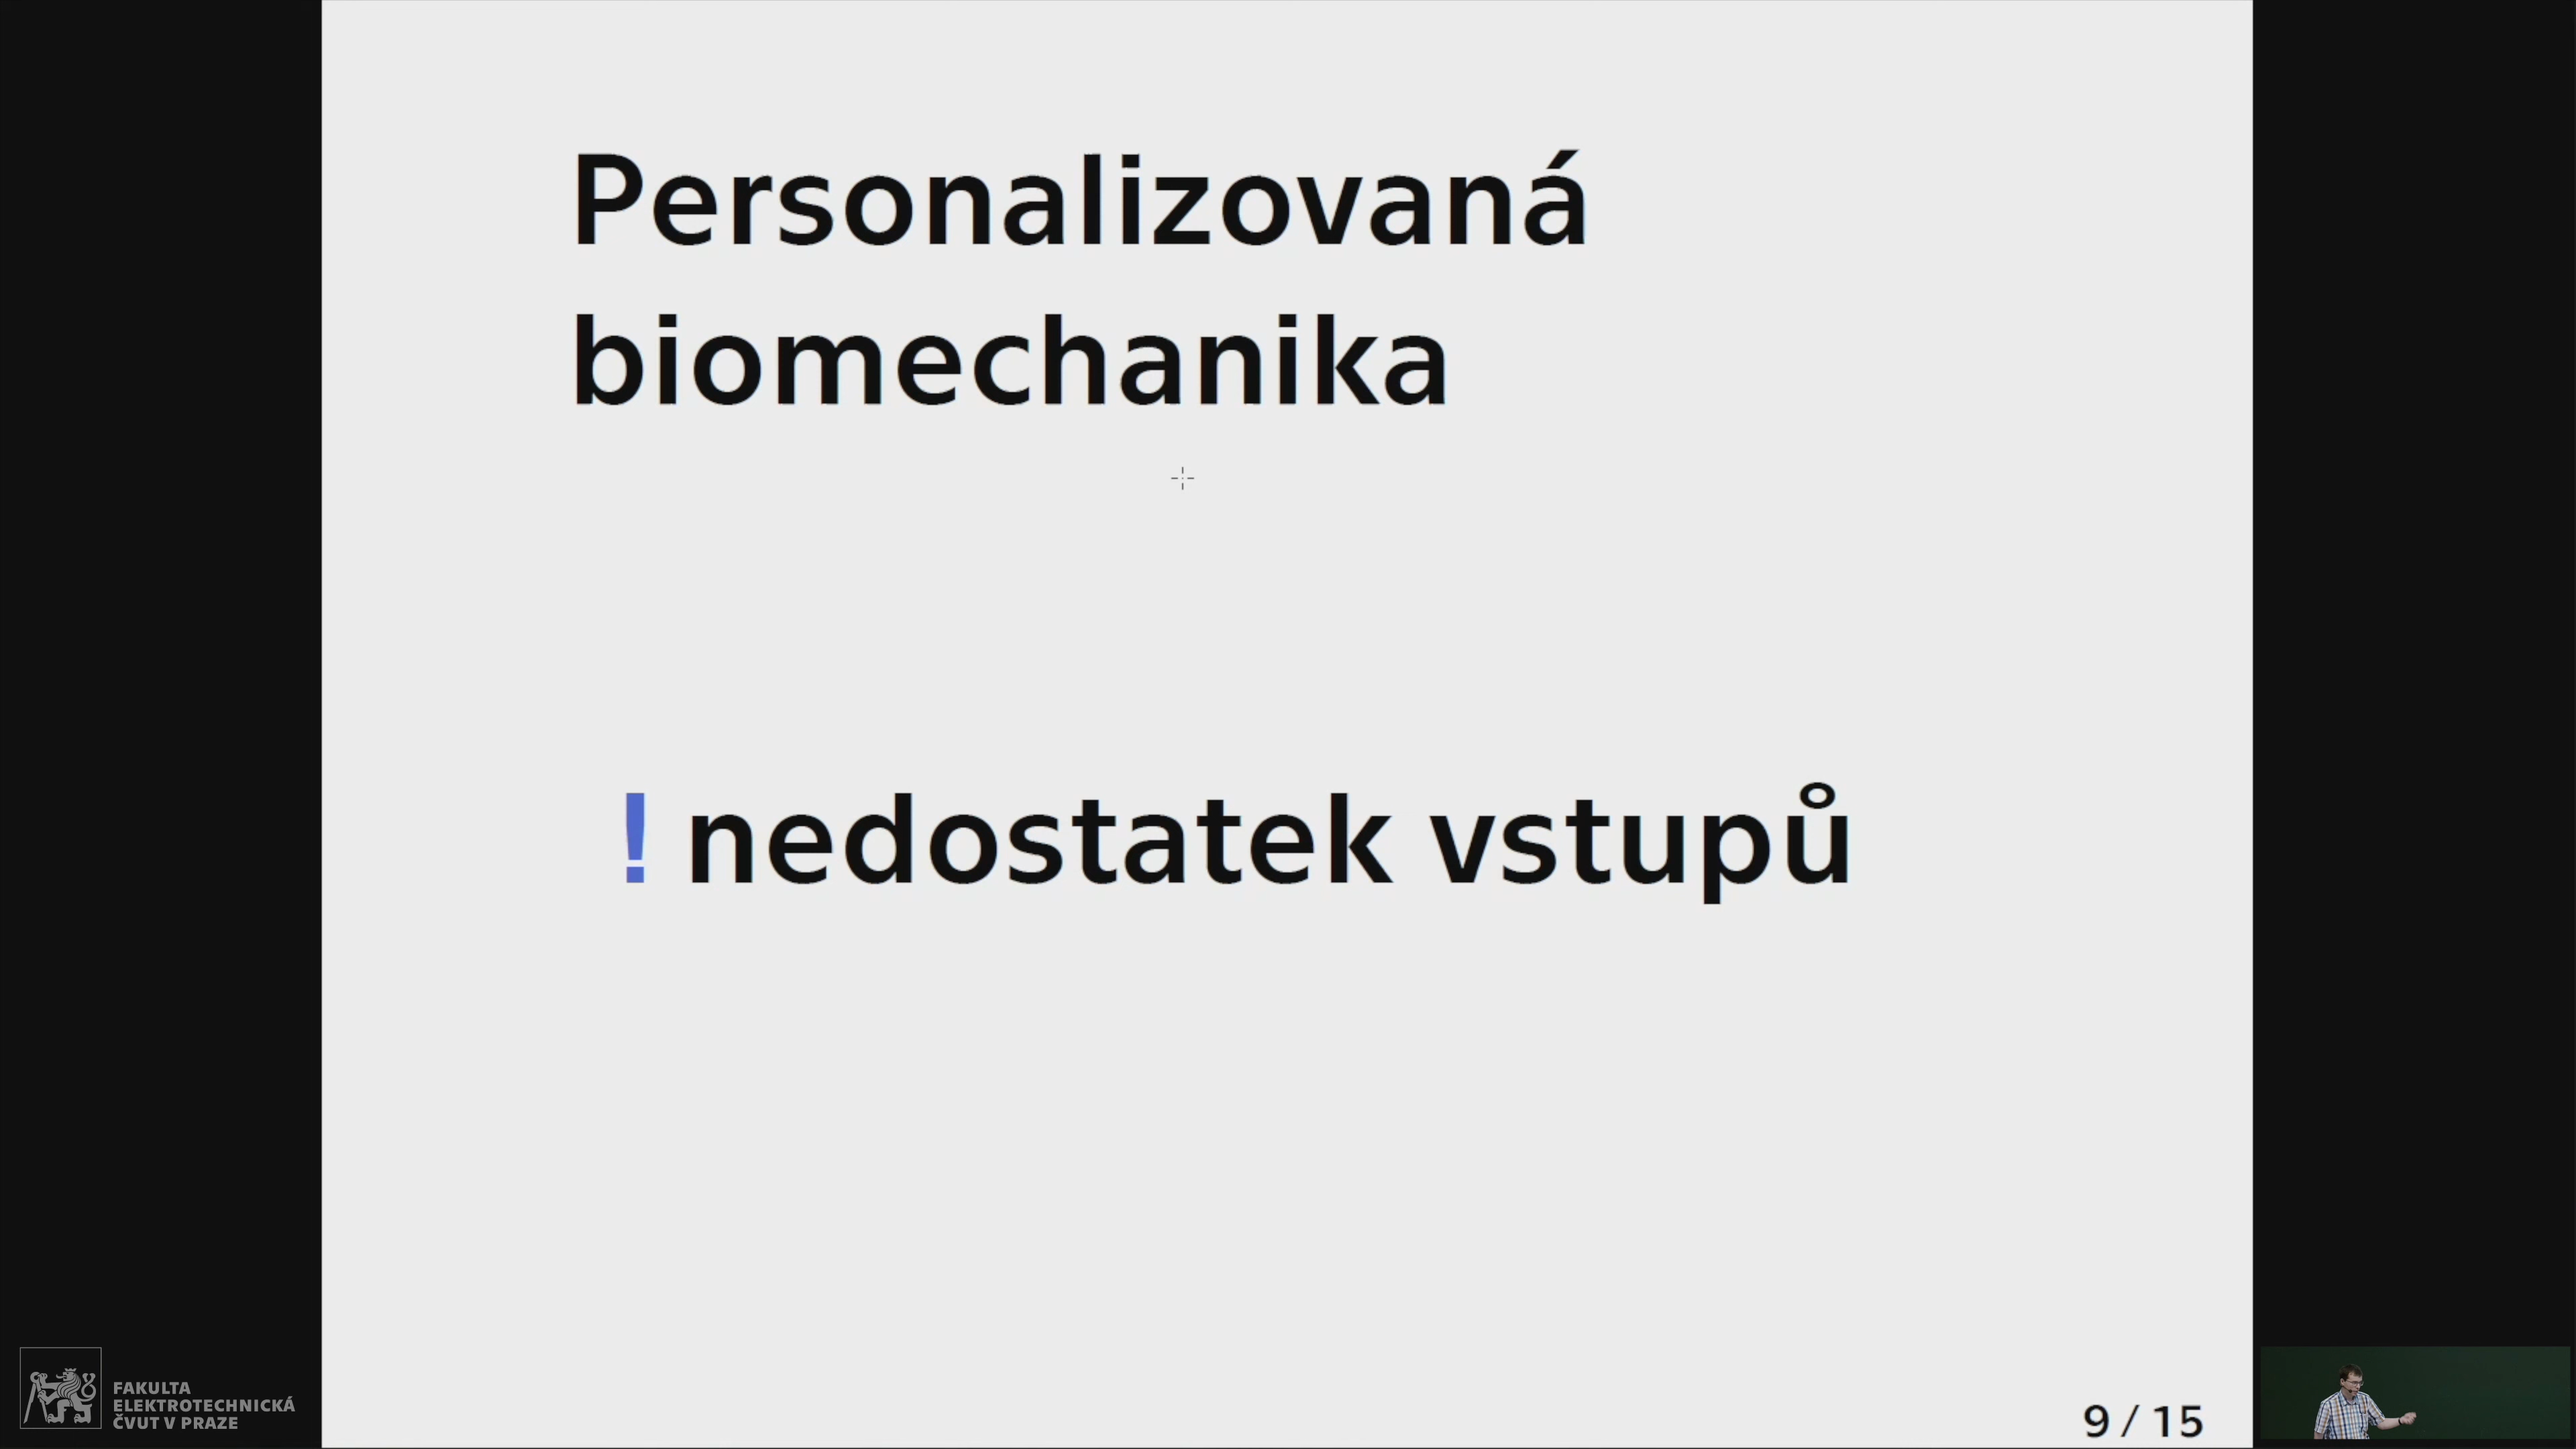 Personalizovaná
biomechanika
! nedostatek vstupů
9 / 15
FAKULTA
ELEKTROTECHNICKÁ
ČVUT V PRAZE